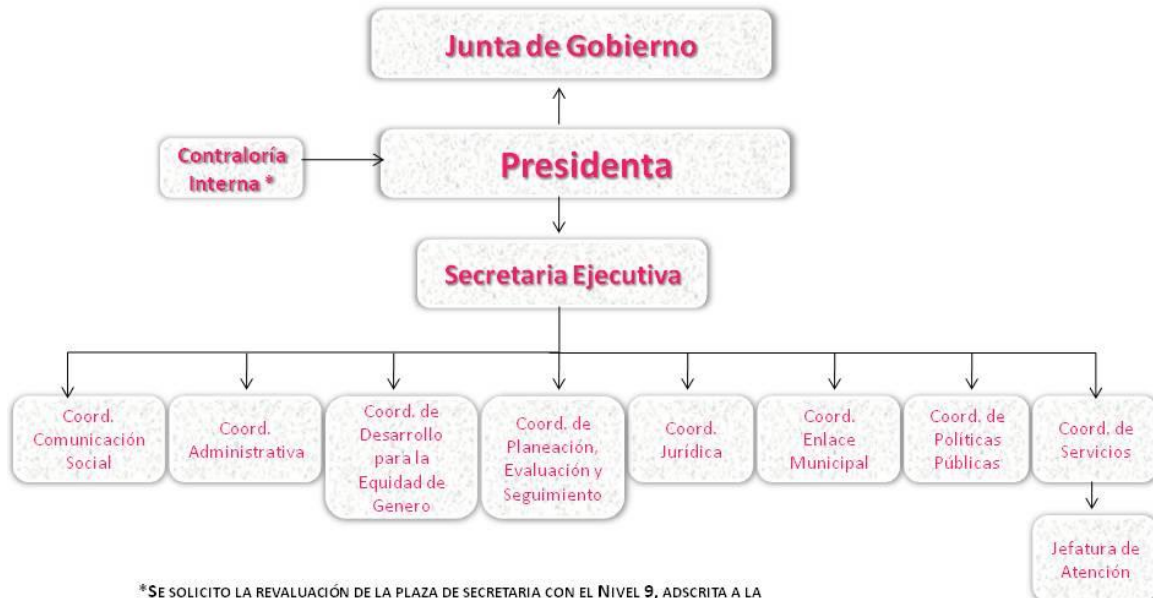 Junta de Gobierno
Contraloría
Interna *
Presidenta
Secretaria Ejecutiva
Coord.
Comunicación
Social
Coord.
Administrativa
Coord. de
Desarrollo
para la
Equidad de
Genero
Coord. de
Planeación,
Evaluación y
Seguimiento
Coord.
Jurídica
Coord.
Enlace
Municipal
Coord. de
Políticas
Públicas
Coord. de
Servicios
Jefatura de
Atención
*SE SOLICITO LA REVALUACIÓN DE LA PLAZA DE SECRETARIA CON EL NIVEL 9, ADSCRITA A LA